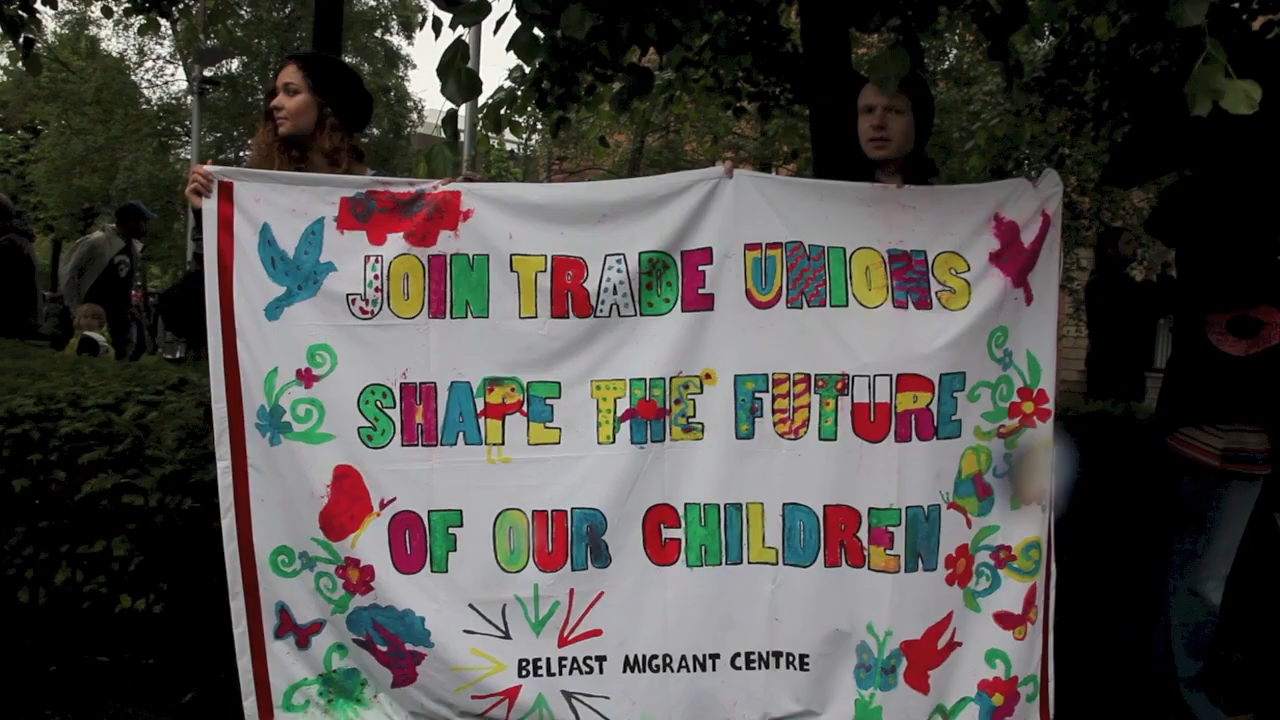 JOIN TRADE UNIONS
SHAPE THE FUTURE
OF OUR CHILDREN
BELFAST MIGRANT CENTRE